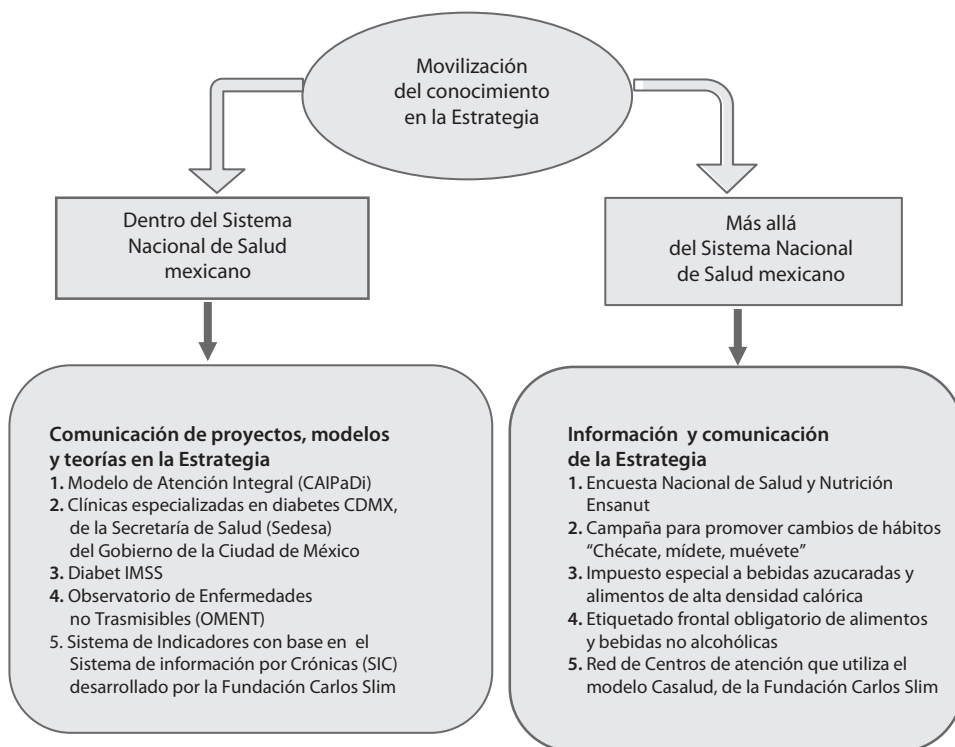 Movilización
del conocimiento
en la Estrategia
Dentro del Sistema
Nacional de Salud
mexicano
Más allá
del Sistema Nacional
de Salud mexicano
Comunicación de proyectos, modelos
y teorías en la Estrategia
1. Modelo de Atención Integral (CAIPaDi)
2. Clínicas especializadas en diabetes CDMX,
de la Secretaría de Salud (Sedesa)
del Gobierno de la Ciudad de México
3. Diabet IMSS
4. Observatorio de Enfermedades
no Trasmisibles (OMENT)
5. Sistema de Indicadores con base en el
Sistema de información por Crónicas (SIC)
desarrollado por la Fundación Carlos Slim
Información y comunicación
de la Estrategia
1. Encuesta Nacional de Salud y Nutrición
Ensanut
2. Campaña para promover cambios de hábitos
“Chécate, mídete, muévete”
3. Impuesto especial a bebidas azucaradas y
alimentos de alta densidad calórica
4. Etiquetado frontal obligatorio de alimentos
y bebidas no alcohólicas
5. Red de Centros de atención que utiliza el
modelo Casalud, de la Fundación Carlos Slim